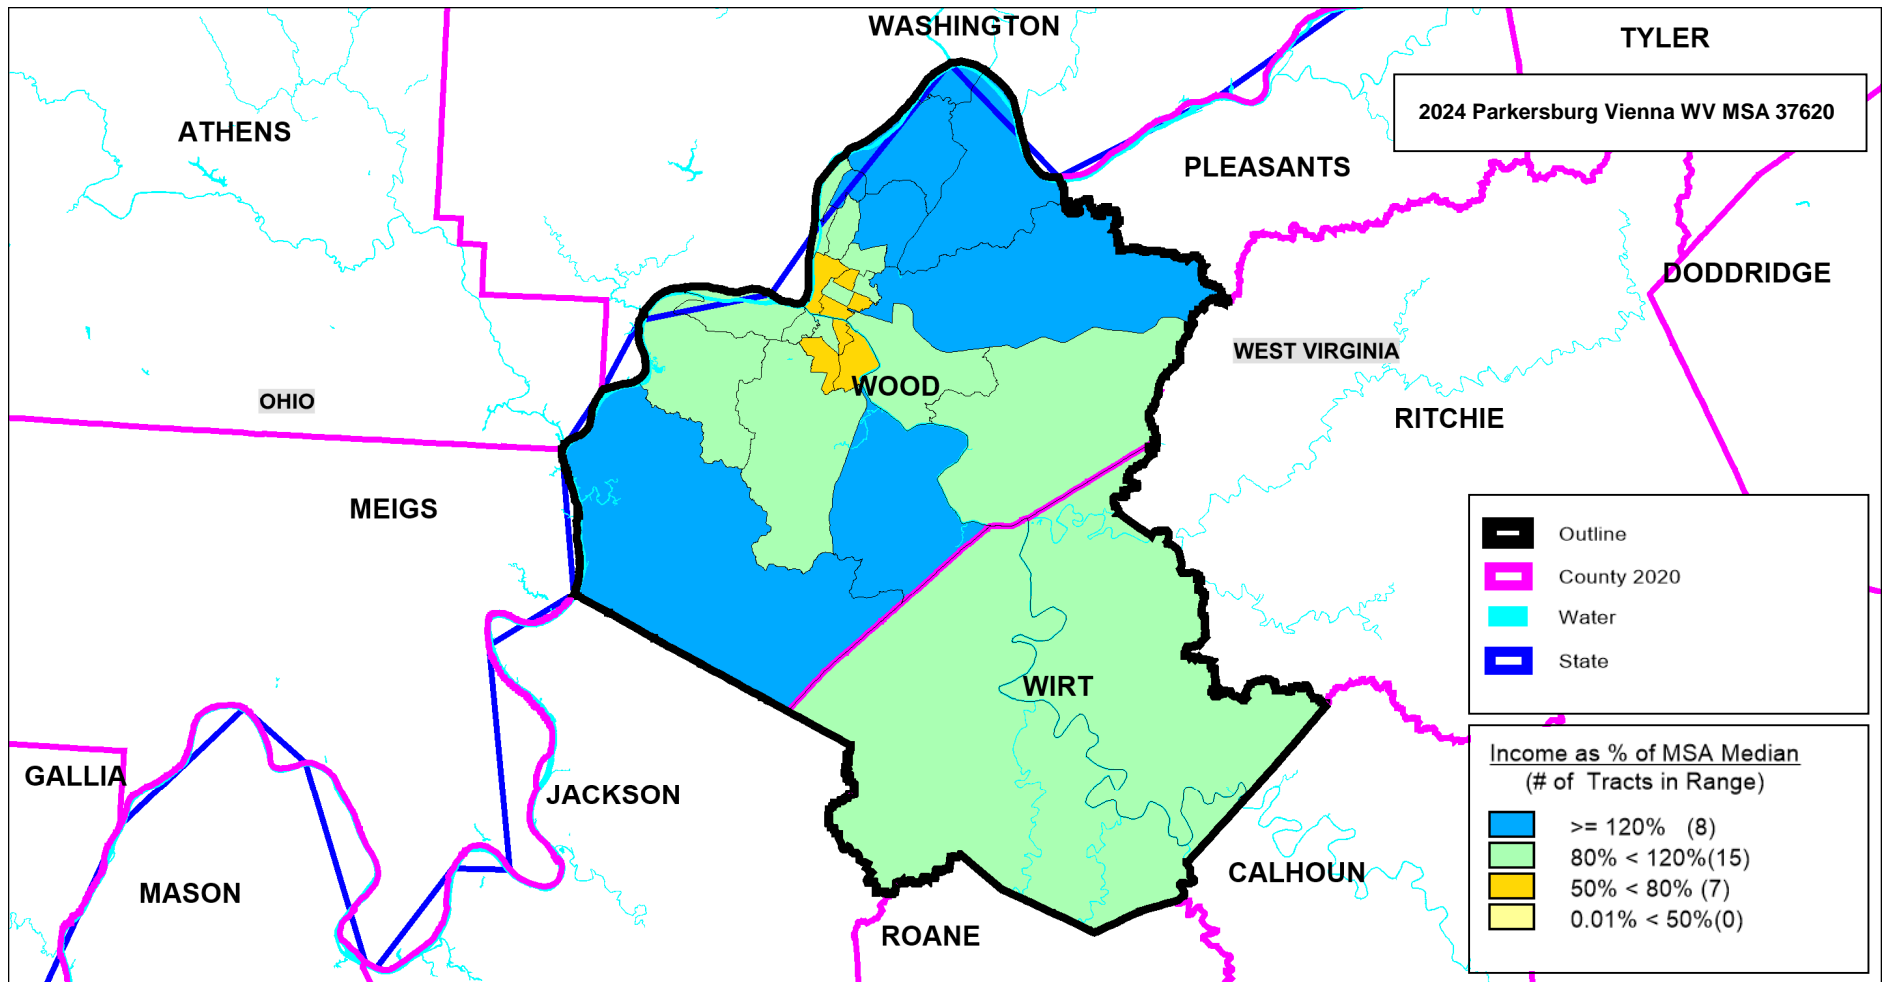 WASHINGTON
TYLER
2024 Parkersburg Vienna WV MSA 37620
ATHENS
PLEASANTS
DODDRIDGE
WEST VIRGINIA
WOOD
OHIO
RITCHIE
MEIGS
Outline
County 2020
Water
State
WIRT
GALLIA
JACKSON
Income as % of MSA Median
(# of Tracts in Range)
>= 120% (8)
80% < 120%(15)
50% < 80% (7)
0.01% < 50%(0)
CALHOUN
MASON
ROANE